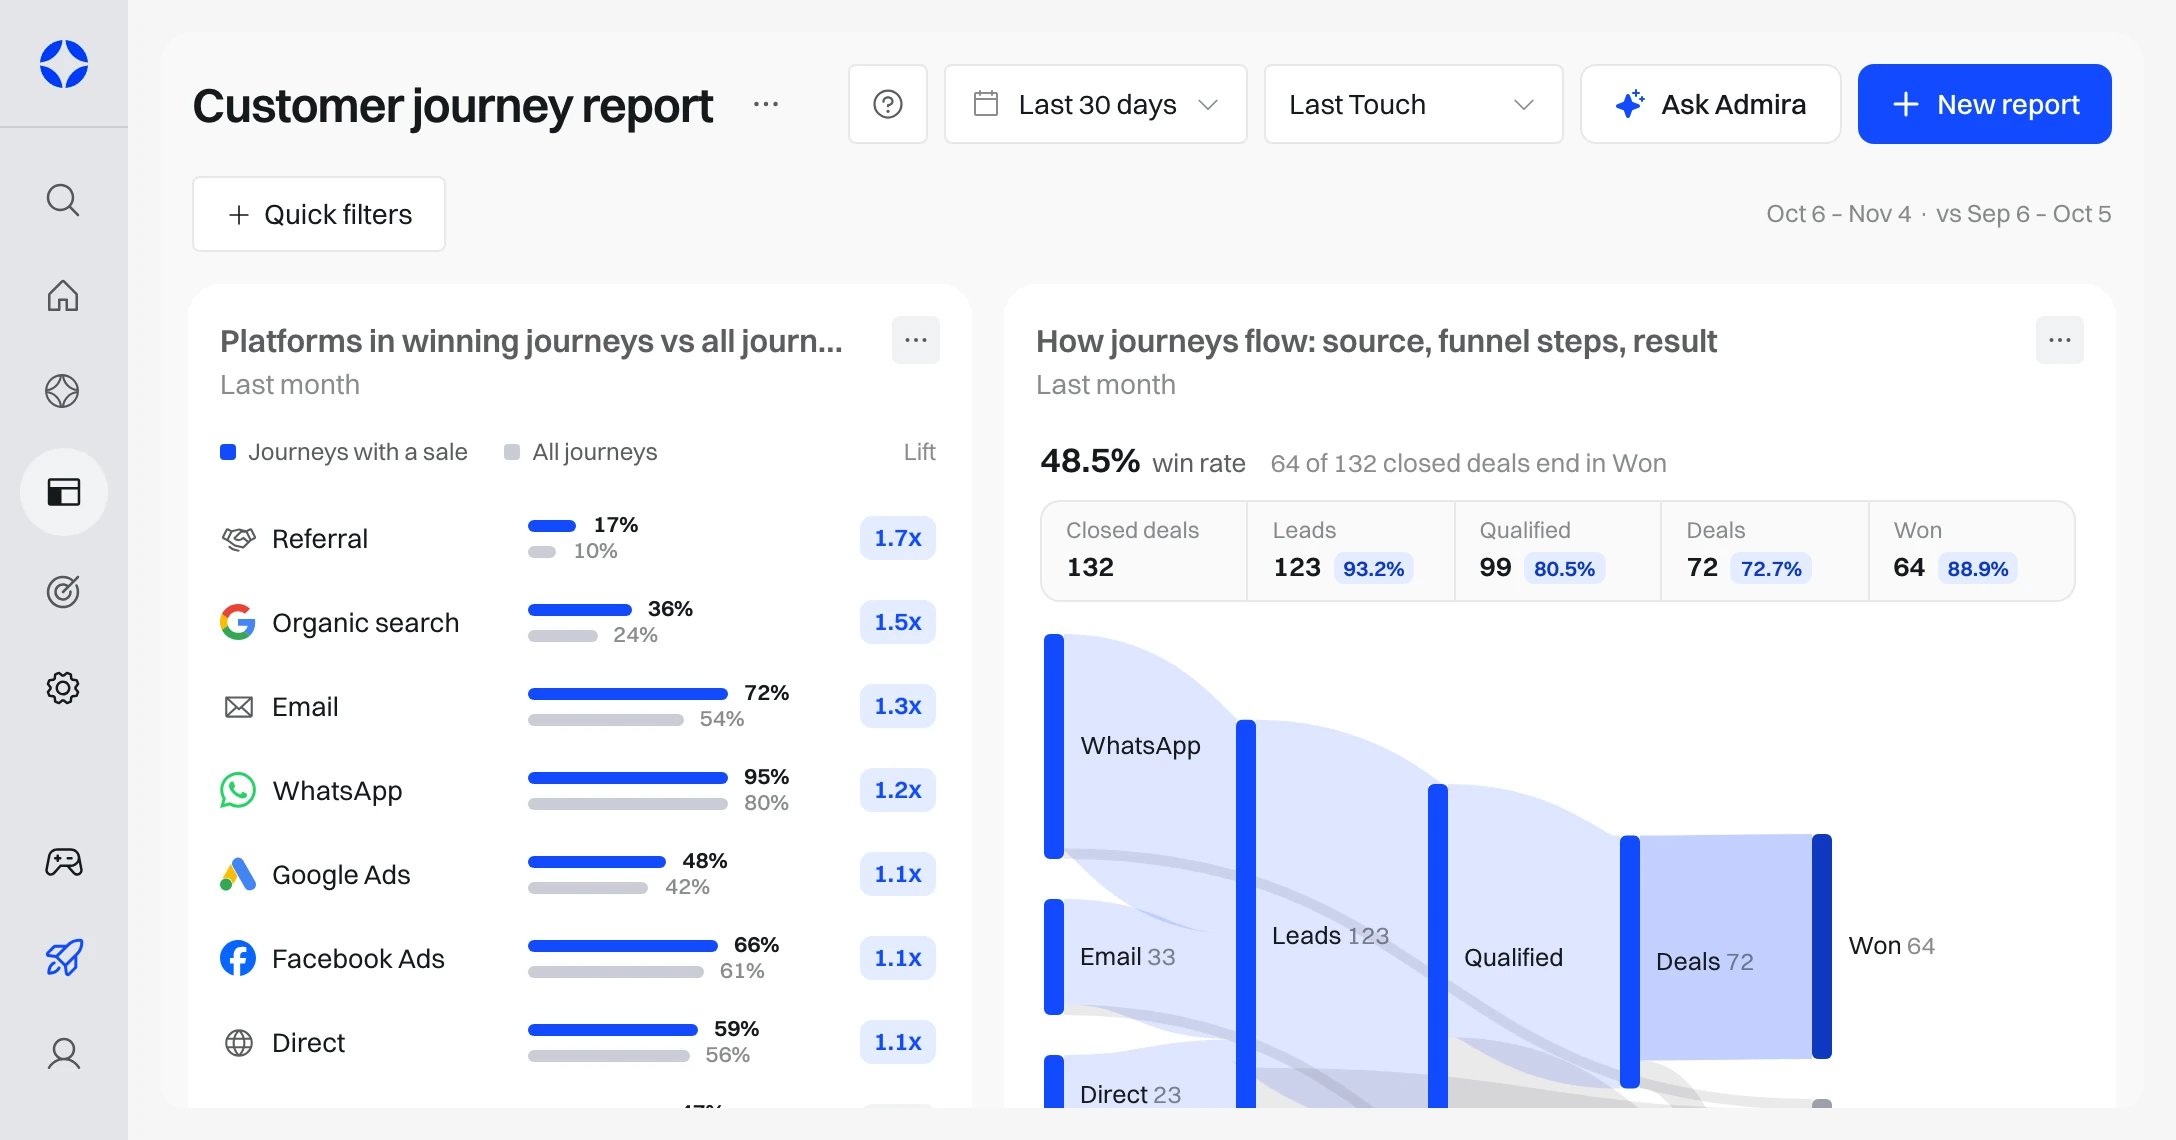 Customer journey report
Last 30 days
Last Touch
Ask Admira
New report
Quick filters
Oct 6 – Nov 4 · vs Sep 6 – Oct 5
Platforms in winning journeys vs all journ...
Last month
Journeys with a sale
All journeys
Lift
Referral
17%
10%
1.7x
Organic search
36%
24%
1.5x
Email
72%
54%
1.3x
WhatsApp
95%
80%
1.2x
Google Ads
48%
42%
1.1x
Facebook Ads
66%
61%
1.1x
Direct
59%
56%
1.1x
How journeys flow: source, funnel steps, result
Last month
48.5% win rate 64 of 132 closed deals end in Won
Closed deals
132
Leads
123 93.2%
Qualified
99 80.5%
Deals
72 72.7%
Won
64 88.9%
WhatsApp
Email 33
Direct 23
Leads 123
Qualified
Deals 72
Won 64